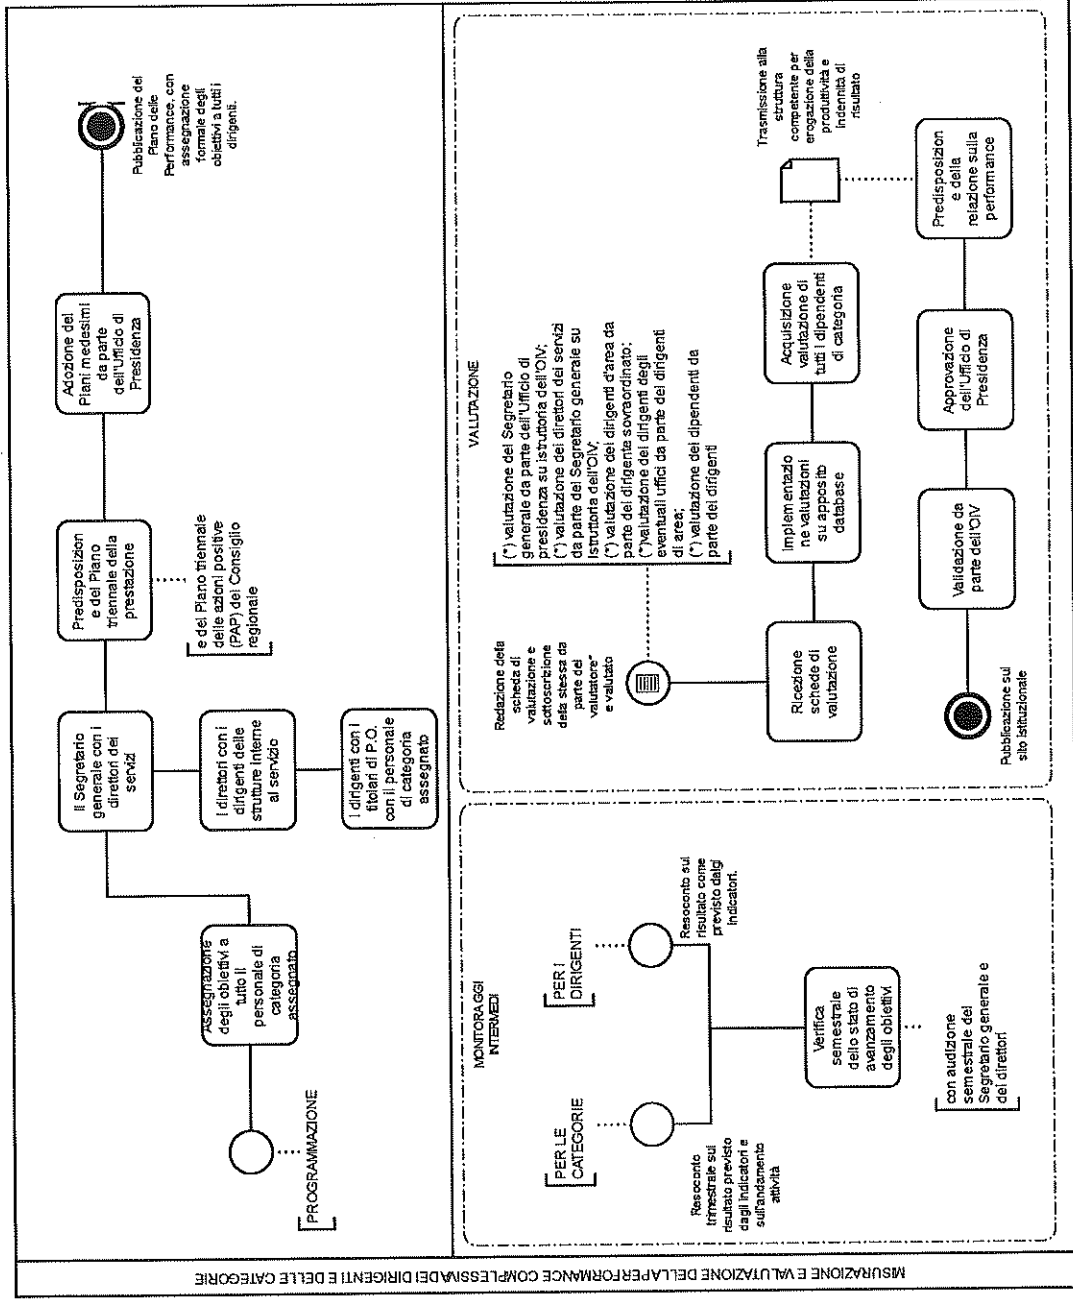 MISURAZIONE E VALUTAZIONE DELLA PERFORMANCE COMPLESSIVA DEI DIRIGENTI E DELLE CATEGORIE
PROGRAMMAZIONE
Assegnazione
degli obiettivi a
tutto il
personale di
categoria
assegnato
Il Segretario
generale con i
direttori dei
servizi
I direttori con i
dirigenti delle
strutture interne
al servizio
I dirigenti con i
titolari di P.O.
con il personale
di categoria
assegnato
Predisposizion
e del Piano
triennale della
prestazione
e del Piano triennale
delle azioni positive
(PAP) del Consiglio
regionale
Adozione dei
Piani medesimi
da parte
dell'Ufficio di
Presidenza
Pubblicazione del
Piano delle
Performance, con
assegnazione
formale degli
obiettivi a tutti i
dirigenti.
MONITORAGGI
INTERMEDI
PER LE
CATEGORIE
PER I
DIRIGENTI
Resoconto
trimestrale sul
risultato previsto
dagli indicatori e
sull'andamento
attività
Resoconto sul
risultato come
previsto dalgi
indicatori.
Verifica
semestrale
dello stato di
avanzamento
degli obiettivi
con audizione
semestrale del
Segretario generale e
dei direttori
VALUTAZIONE
Redazione della
scheda di
valutazione e
sottoscrizione
della stessa da
parte del
valutatore*
e valutato
(*) valutazione del Segretario
generale da parte dell'Ufficio di
presidenza su istruttoria dell'OIV;
(*) valutazione dei direttori dei servizi
da parte del Segretario generale su
istruttoria dell'OIV;
(*) valutazione dei dirigenti d'area da
parte del dirigente sovraordinato;
(*)valutazione dei dirigenti degli
eventuali uffici da parte dei dirigenti
di area;
(*) valutazione dei dipendenti da
parte dei dirigenti
Ricezione
schede di
valutazione
Implementazio
ne valutazioni
su apposito
database
Acquisizione
valutazione di
tutti i dipendenti
di categoria
Trasmissione alla
struttura
competente per
erogazione della
produttività e
indennità di
risultato
Predisposizion
e della
relazione sulla
performance
Approvazione
dell'Ufficio di
Presidenza
Validazione da
parte dell'OIV
Pubblicazione sul
sito istituzionale